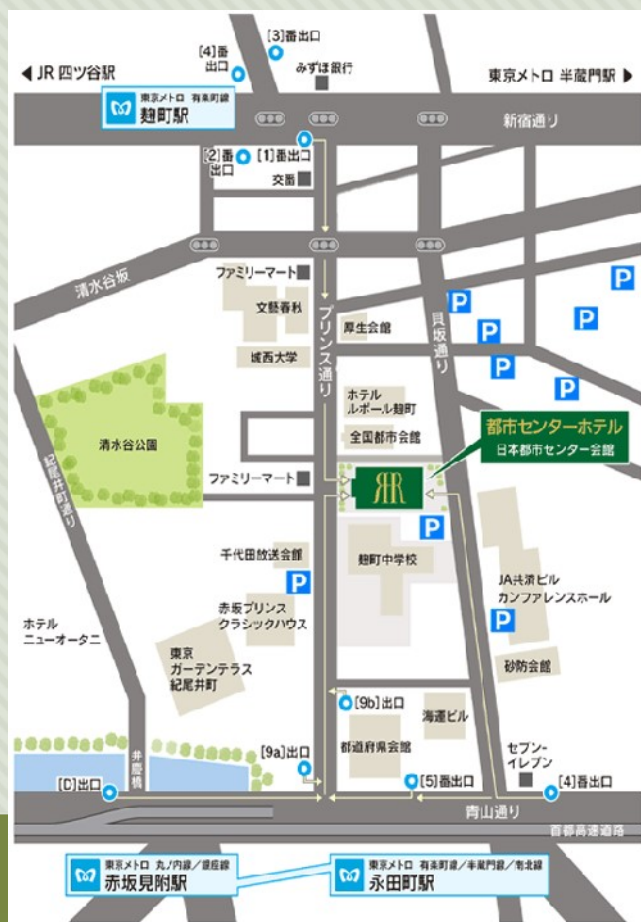 [3]番出口
[4]番
出口
みずほ銀行
◀ JR 四ツ谷駅
東京メトロ 半蔵門駅 ▶
東京メトロ 有楽町線
麹町駅
新宿通り
[2]番
出口
[1]番出口
交番
清水谷坂
ファミリーマート
文藝春秋
プリンス通り
厚生会館
貝坂通り
P
P
P
P
P
P
城西大学
ホテル
ルポール麹町
全国都市会館
都市センターホテル
日本都市センター会館
清水谷公園
紀尾井町通り
ファミリーマート
P
麹町中学校
千代田放送会館
P
JA共済ビル
カンファレンスホール
P
赤坂プリンス
クラシックハウス
ホテル
ニューオータニ
東京
ガーデンテラス
紀尾井町
砂防会館
[9b]出口
海運ビル
都道府県会館
弁慶橋
[9a]出口
セブン-
イレブン
[D]出口
[5]番出口
[4]番出口
青山通り
首都高速道路
東京メトロ 丸ノ内線/銀座線
赤坂見附駅
東京メトロ 有楽町線/半蔵門線/南北線
永田町駅